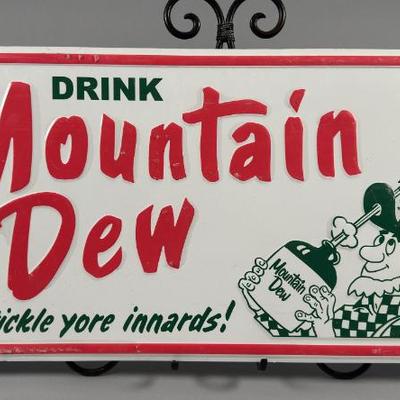 DRINK
Mountain
Dew
ickle yore innards!
Mountain
Dew